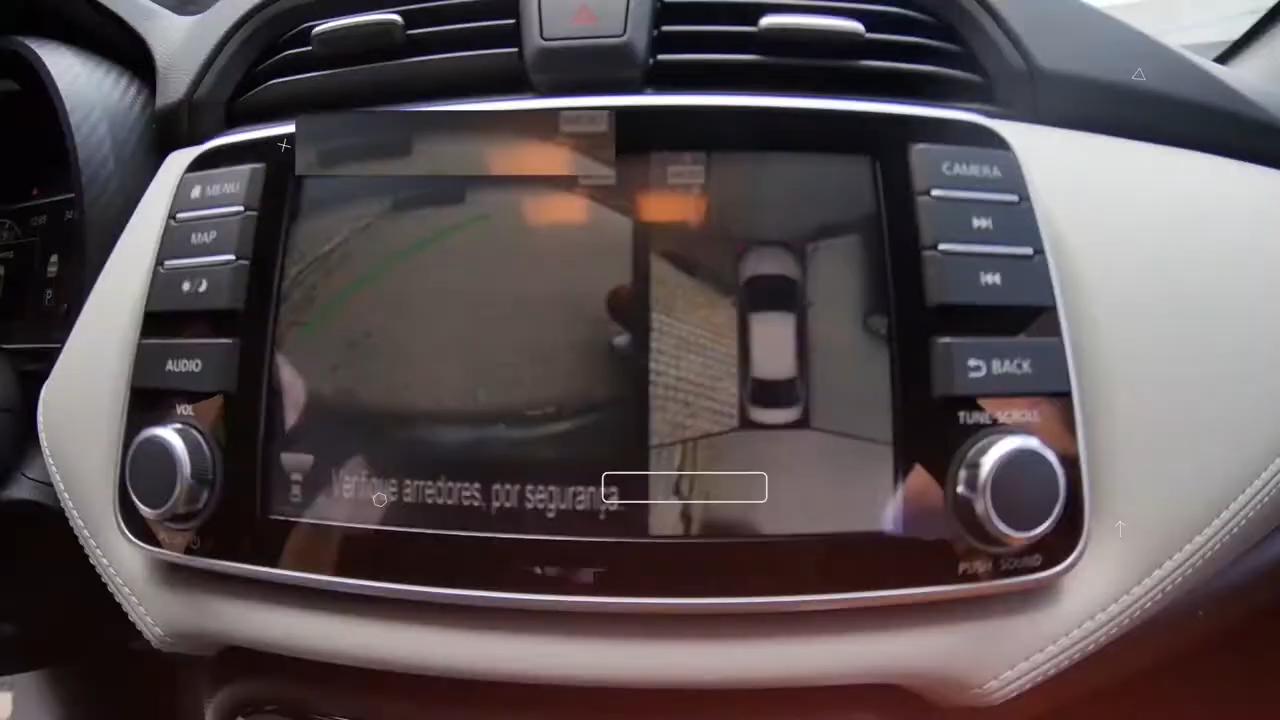 MENU
MAP
AUDIO
VOL
CAMERA
BACK
TUNE·SCROLL
PUSH SOUND
Verifique arredores, por segurança.
P